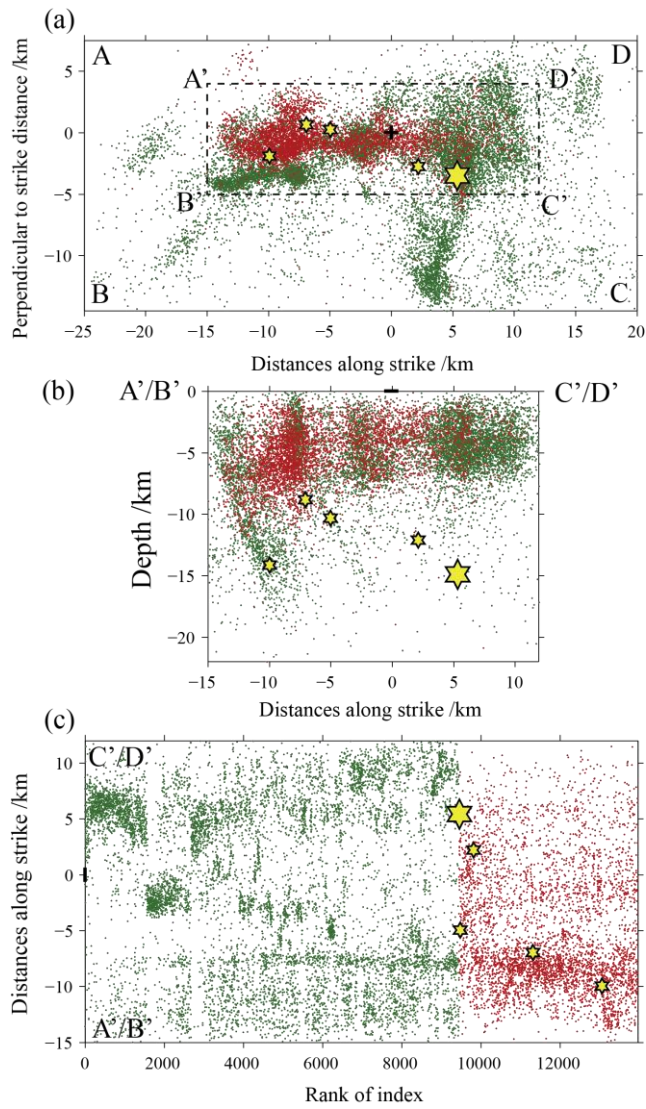 (a)
A
D
A’
D’
B’
C’
B
C
5
0
−5
−10
Perpendicular to strike distance /km
−25 −20 −15 −10 −5 0 5 10 15 20
Distances along strike /km
(b)
A’/B’
C’/D’
0
−5
−10
−15
−20
Depth /km
−15 −10 −5 0 5 10
Distances along strike /km
(c)
C’/D’
10
5
0
−5
−10
−15
Distances along strike /km
A’/B’
0 2000 4000 6000 8000 10000 12000
Rank of index